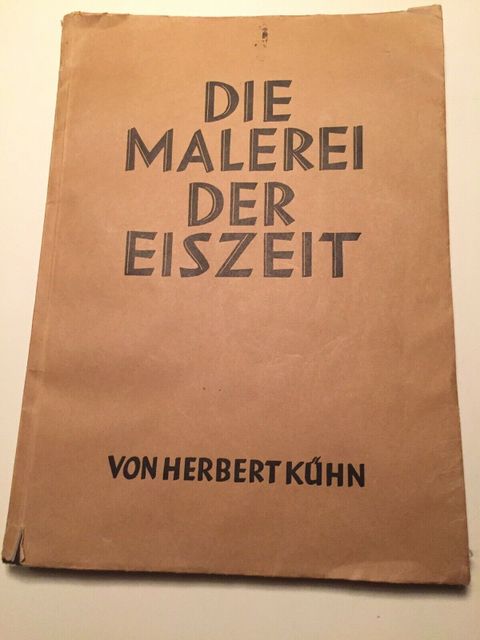 DIE
MALEREI
DER
EISZEIT
VON HERBERT KÜHN